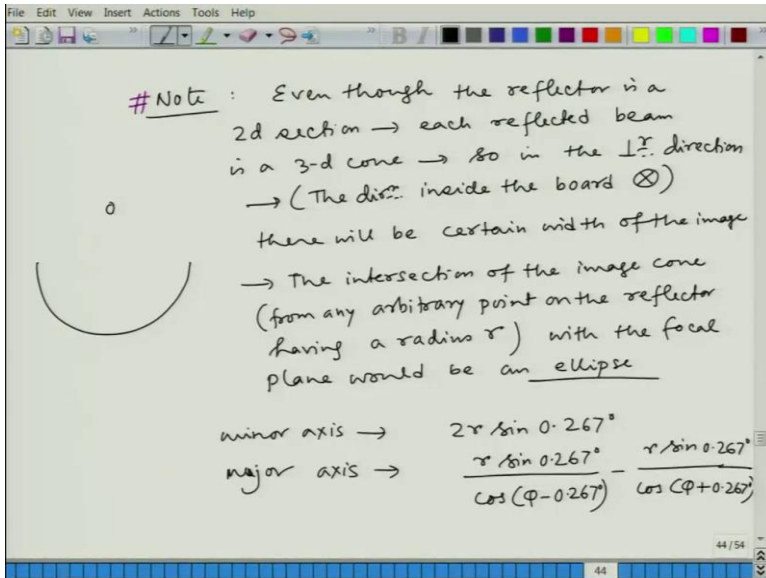 File Edit View Insert Actions Tools Help
#Note : Even though the reflector is a
2d section → each reflected beam
is a 3-d cone → so in the ⊥r. direction
→ (The dirn inside the board ⊗)
there will be certain width of the image
→ The intersection of the image cone
(from any arbitrary point on the reflector
having a radius r) with the focal
plane would be an ellipse
minor axis → 2r sin 0.267°
major axis → r sin 0.267° / cos(φ-0.267°) - r sin 0.267° / cos(φ+0.267°)
44/54
44